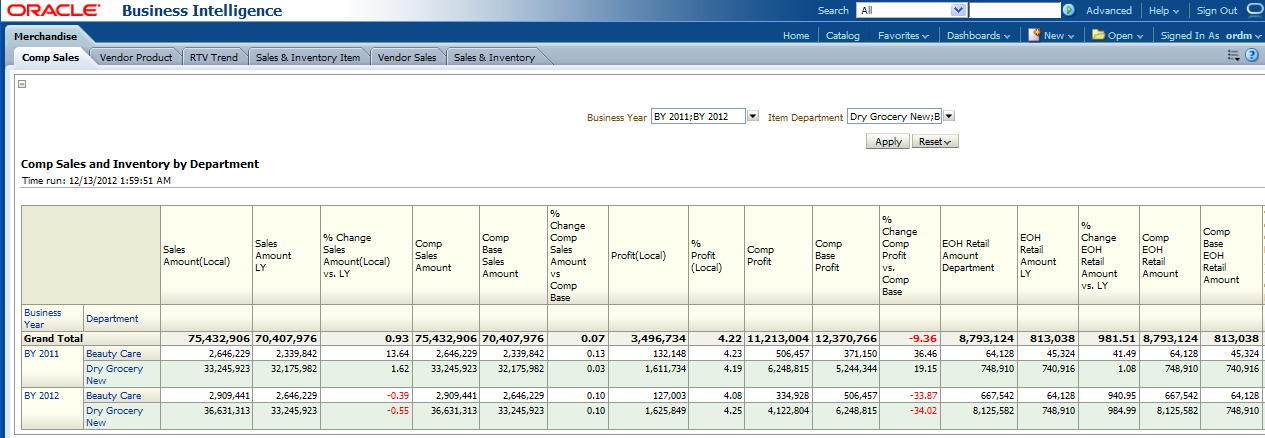 ORACLE Business Intelligence Search All Advanced Help Sign Out
Merchandise Home Catalog Favorites Dashboards New Open Signed In As ordm
Comp Sales Vendor Product RTV Trend Sales & Inventory Item Vendor Sales Sales & Inventory
Business Year BY 2011;BY 2012 Item Department Dry Grocery New;B
Apply Reset
Comp Sales and Inventory by Department
Time run: 12/13/2012 1:59:51 AM
Sales Amount(Local) Sales Amount LY % Change Sales Amount(Local) vs. LY Comp Sales Amount Comp Base Sales Amount % Change Comp Sales Amount vs Comp Base Profit(Local) % Profit (Local) Comp Profit Comp Base Profit % Change Comp Profit vs. Comp Base EOH Retail Amount Department EOH Retail Amount LY % Change EOH Retail Amount vs. LY Comp EOH Retail Amount Comp Base EOH Retail Amount
Business Year Department
Grand Total 75,432,906 70,407,976 0.93 75,432,906 70,407,976 0.07 3,496,734 4.22 11,213,004 12,370,766 -9.36 8,793,124 813,038 981.51 8,793,124 813,038
BY 2011 Beauty Care 2,646,229 2,339,842 13.64 2,646,229 2,339,842 0.13 132,148 4.23 506,457 371,150 36.46 64,128 45,324 41.49 64,128 45,324
Dry Grocery New 33,245,923 32,175,982 1.62 33,245,923 32,175,982 0.03 1,611,734 4.19 6,248,815 5,244,344 19.15 748,910 740,916 1.08 748,910 740,916
BY 2012 Beauty Care 2,909,441 2,646,229 -0.39 2,909,441 2,646,229 0.10 127,003 4.08 334,928 506,457 -33.87 667,542 64,128 940.95 667,542 64,128
Dry Grocery New 36,631,313 33,245,923 -0.55 36,631,313 33,245,923 0.10 1,625,849 4.25 4,122,804 6,248,815 -34.02 8,125,582 748,910 984.99 8,125,582 748,910